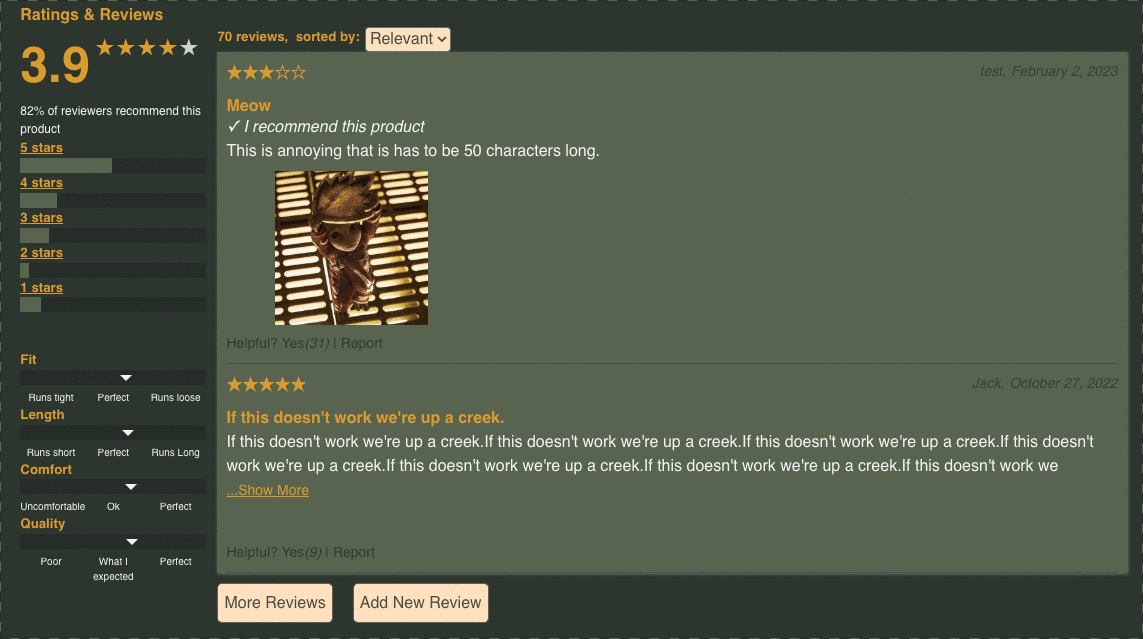 Ratings & Reviews
3.9
82% of reviewers recommend this
product
5 stars
4 stars
3 stars
2 stars
1 stars
Fit
Runs tight Perfect Runs loose
Length
Runs short Perfect Runs Long
Comfort
Uncomfortable Ok Perfect
Quality
Poor What I expected Perfect
70 reviews, sorted by: Relevant
test, February 2, 2023
Meow
✓ I recommend this product
This is annoying that is has to be 50 characters long.
Helpful? Yes(31) | Report
Jack, October 27, 2022
If this doesn't work we're up a creek.
If this doesn't work we're up a creek.If this doesn't work we're up a creek.If this doesn't work we're up a creek.If this doesn't
work we're up a creek.If this doesn't work we're up a creek.If this doesn't work we're up a creek.If this doesn't work we
...Show More
Helpful? Yes(9) | Report
More Reviews Add New Review